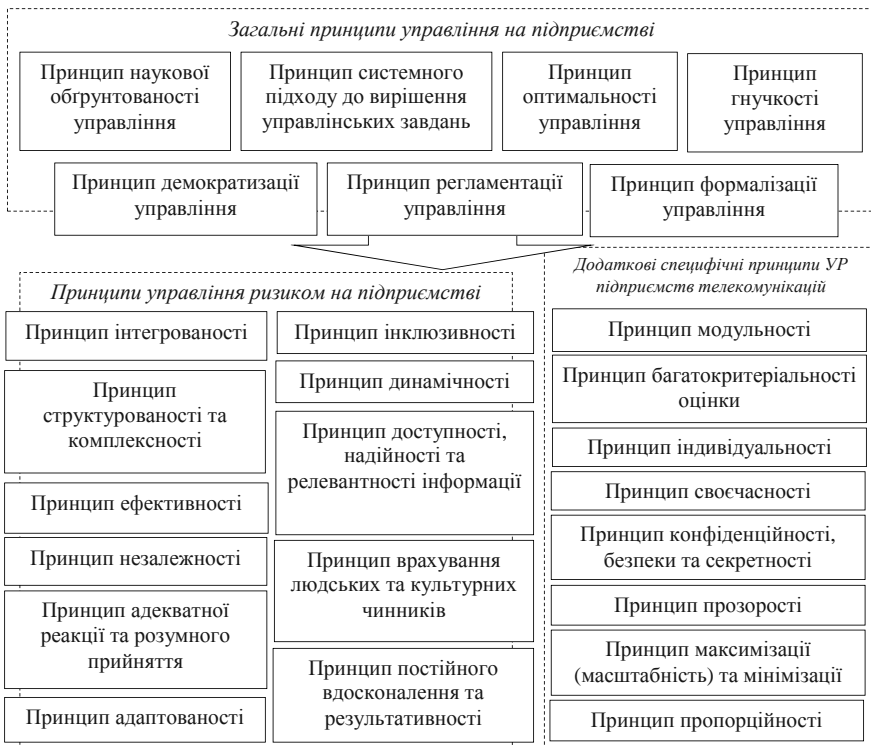 Загальні принципи управління на підприємстві
Принцип наукової
обґрунтованості
управління
Принцип системного
підходу до вирішення
управлінських завдань
Принцип
оптимальності
управління
Принцип
гнучкості
управління
Принцип демократизації
управління
Принцип регламентації
управління
Принцип формалізації
управління
Принципи управління ризиком на підприємстві
Принцип інтегрованості
Принцип
структурованості та
комплексності
Принцип ефективності
Принцип незалежності
Принцип адекватної
реакції та розумного
прийняття
Принцип адаптованості
Принцип інклюзивності
Принцип динамічності
Принцип доступності,
надійності та
релевантності інформації
Принцип врахування
людських та культурних
чинників
Принцип постійного
вдосконалення та
результативності
Додаткові специфічні принципи УР
підприємств телекомунікацій
Принцип модульності
Принцип багатокритеріальності
оцінки
Принцип індивідуальності
Принцип своєчасності
Принцип конфіденційності,
безпеки та секретності
Принцип прозорості
Принцип максимізації
(масштабність) та мінімізації
Принцип пропорційності